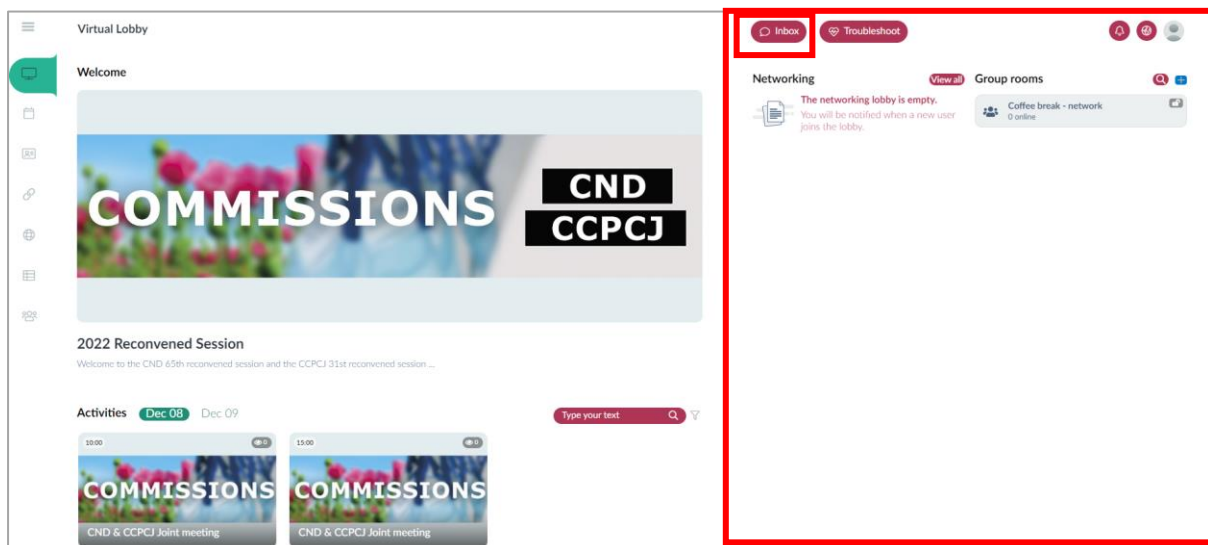 Virtual Lobby
Inbox
Troubleshoot
Welcome
COMMISSIONS
CND
CCPCJ
2022 Reconvened Session
Welcome to the CND 65th reconvened session and the CCPCJ 31st reconvened session ...
Activities Dec 08 Dec 09
Type your text
10:00
0
COMMISSIONS
CND & CCPCJ Joint meeting
15:00
0
COMMISSIONS
CND & CCPCJ Joint meeting
Networking View all
The networking lobby is empty.
You will be notified when a new user
joins the lobby.
Group rooms
Coffee break - network
0 online